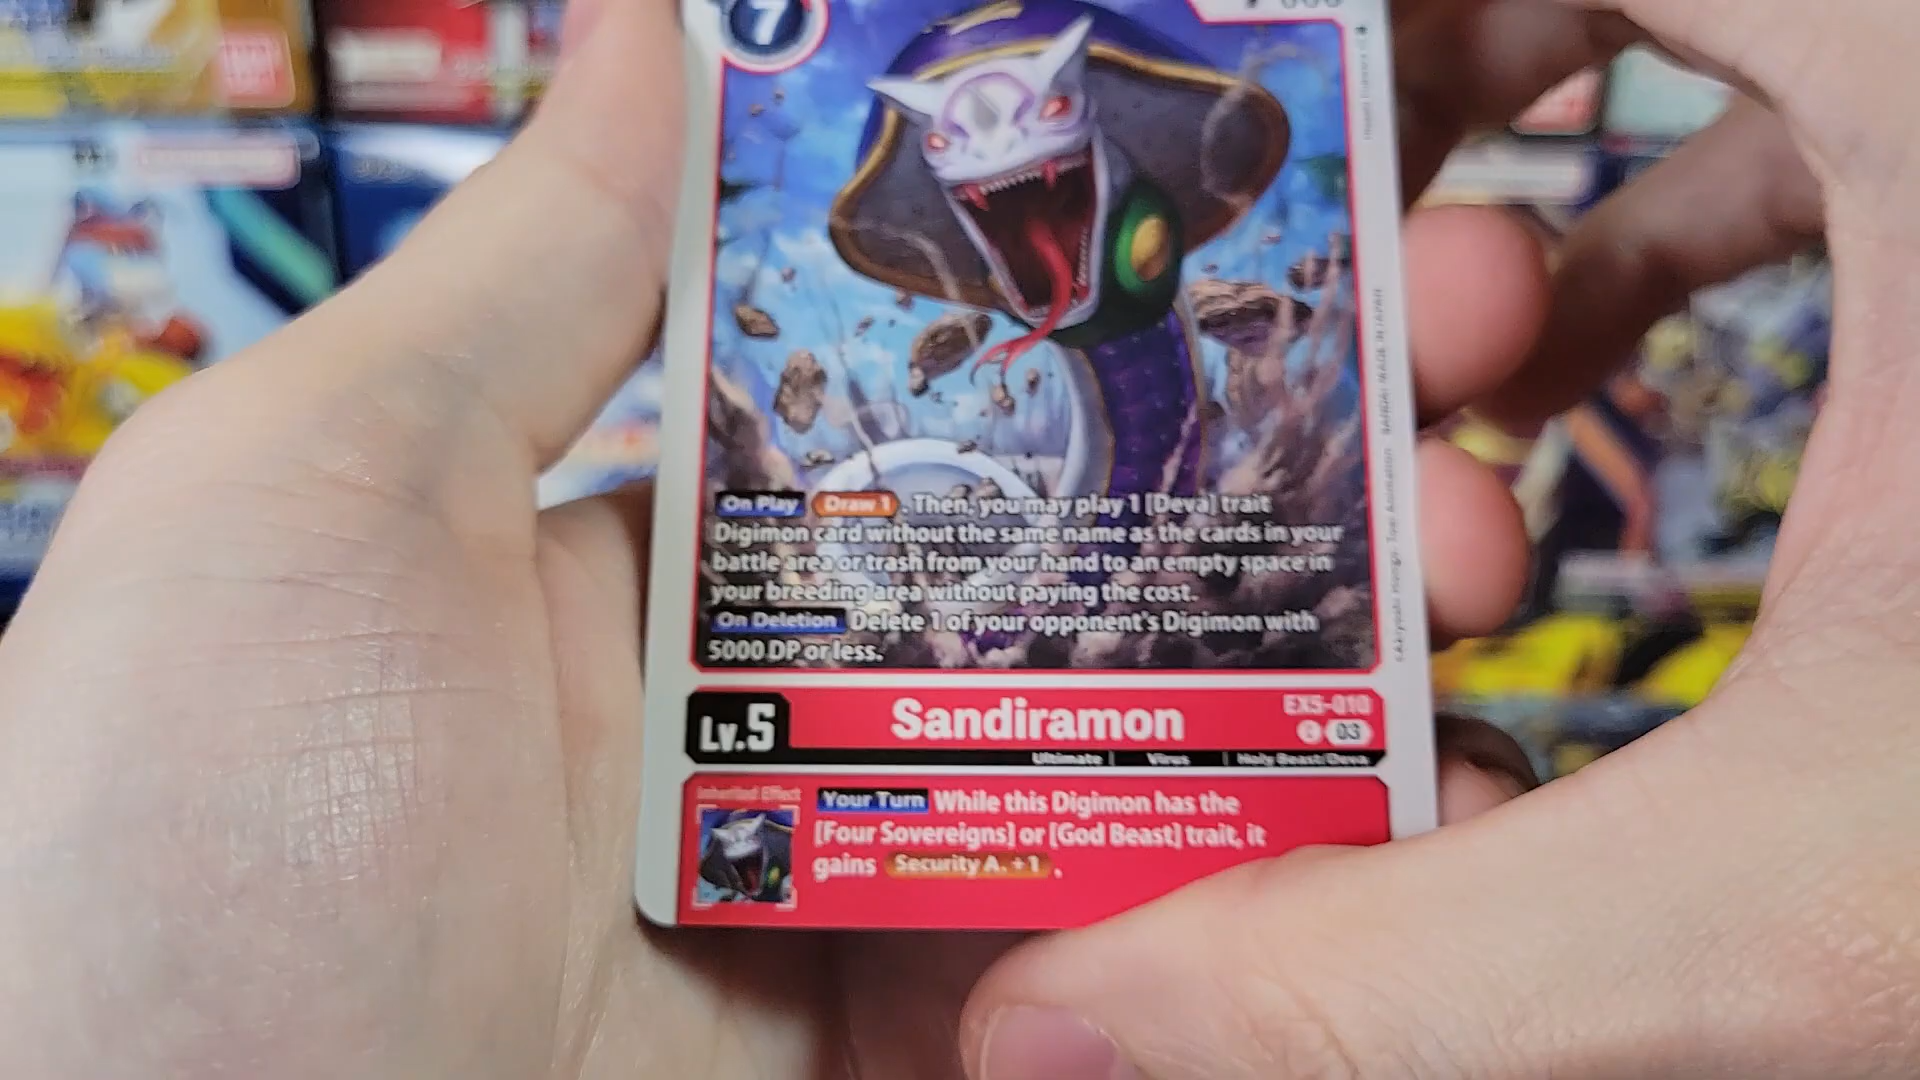 7
On Play Draw 1. Then, you may play 1 [Deva] trait
Digimon card without the same name as the cards in your
battle area or trash from your hand to an empty space in
your breeding area without paying the cost.
On Deletion Delete 1 of your opponent's Digimon with
5000 DP or less.
Lv.5 Sandiramon EX5-010
C 03
Ultimate | Virus | Holy Beast/Deva
Inherited Effect
Your Turn While this Digimon has the
[Four Sovereigns] or [God Beast] trait, it
gains Security A. +1.